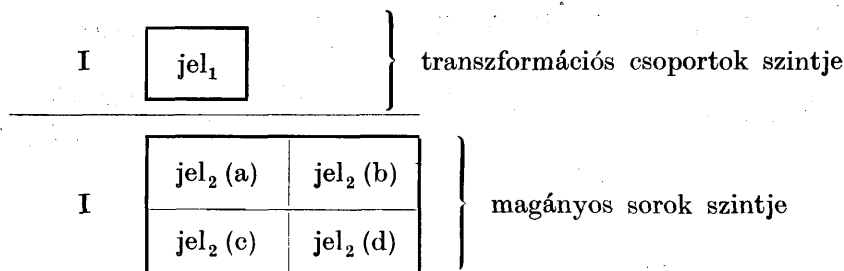 I jel₁ transzformációs csoportok szintje
jel₂ (a) jel₂ (b)
I magányos sorok szintje
jel₂ (c) jel₂ (d)